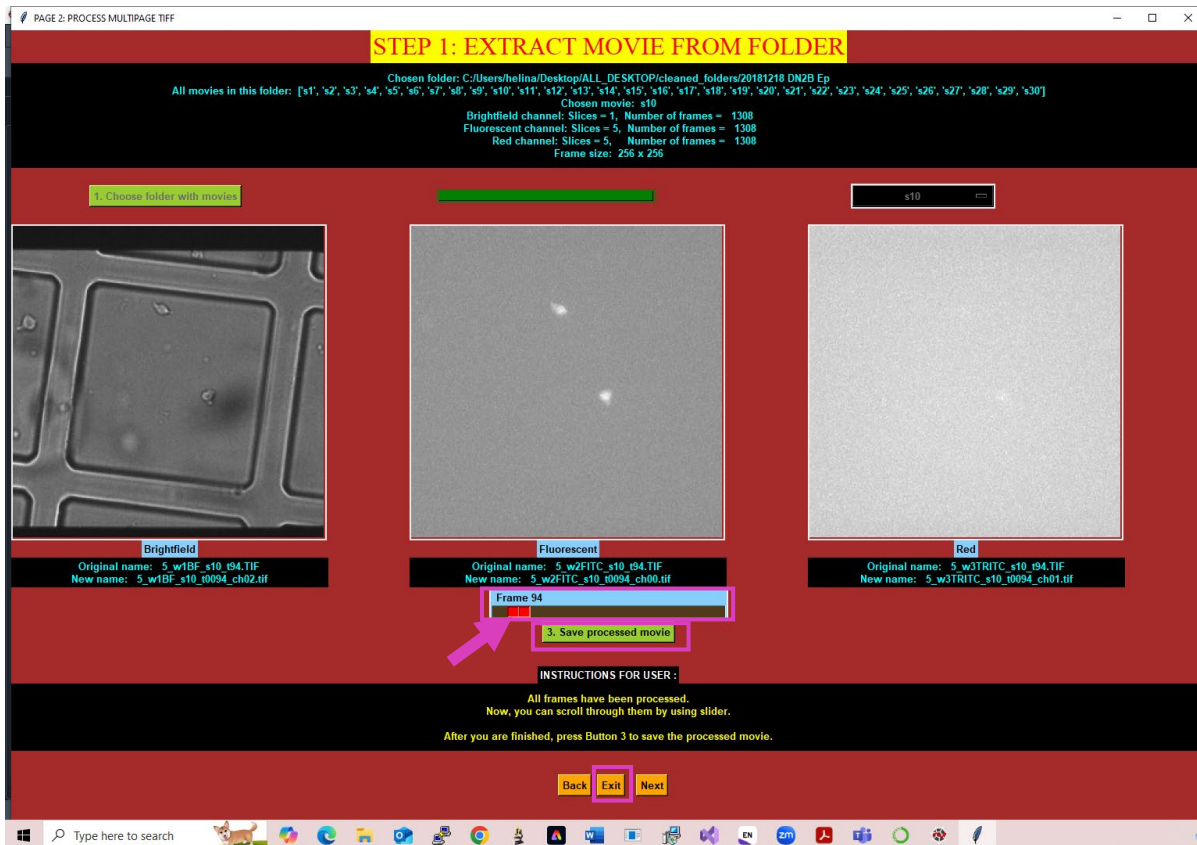 PAGE 2: PROCESS MULTIPAGE TIFF
STEP 1: EXTRACT MOVIE FROM FOLDER
Chosen folder: C:/Users/helina/Desktop/ALL_DESKTOP/cleaned_folders/20181218 DN2B Ep
All movies in this folder: ['s1', 's2', 's3', 's4', 's5', 's6', 's7', 's8', 's9', 's10', 's11', 's12', 's13', 's14', 's15', 's16', 's17', 's18', 's19', 's20', 's21', 's22', 's23', 's24', 's25', 's26', 's27', 's28', 's29', 's30']
Chosen movie: s10
Brightfield channel: Slices = 1, Number of frames = 1308
Fluorescent channel: Slices = 5, Number of frames = 1308
Red channel: Slices = 5, Number of frames = 1308
Frame size: 256 x 256
1. Choose folder with movies
s10
Brightfield
Fluorescent
Red
Original name: 5_w1BF_s10_t94.TIF
New name: 5_w1BF_s10_t0094_ch02.tif
Original name: 5_w2FITC_s10_t94.TIF
New name: 5_w2FITC_s10_t0094_ch00.tif
Original name: 5_w3TRITC_s10_t94.TIF
New name: 5_w3TRITC_s10_t0094_ch01.tif
Frame 94
3. Save processed movie
INSTRUCTIONS FOR USER :
All frames have been processed.
Now, you can scroll through them by using slider.
After you are finished, press Button 3 to save the processed movie.
Back
Exit
Next
Type here to search
EN
zm